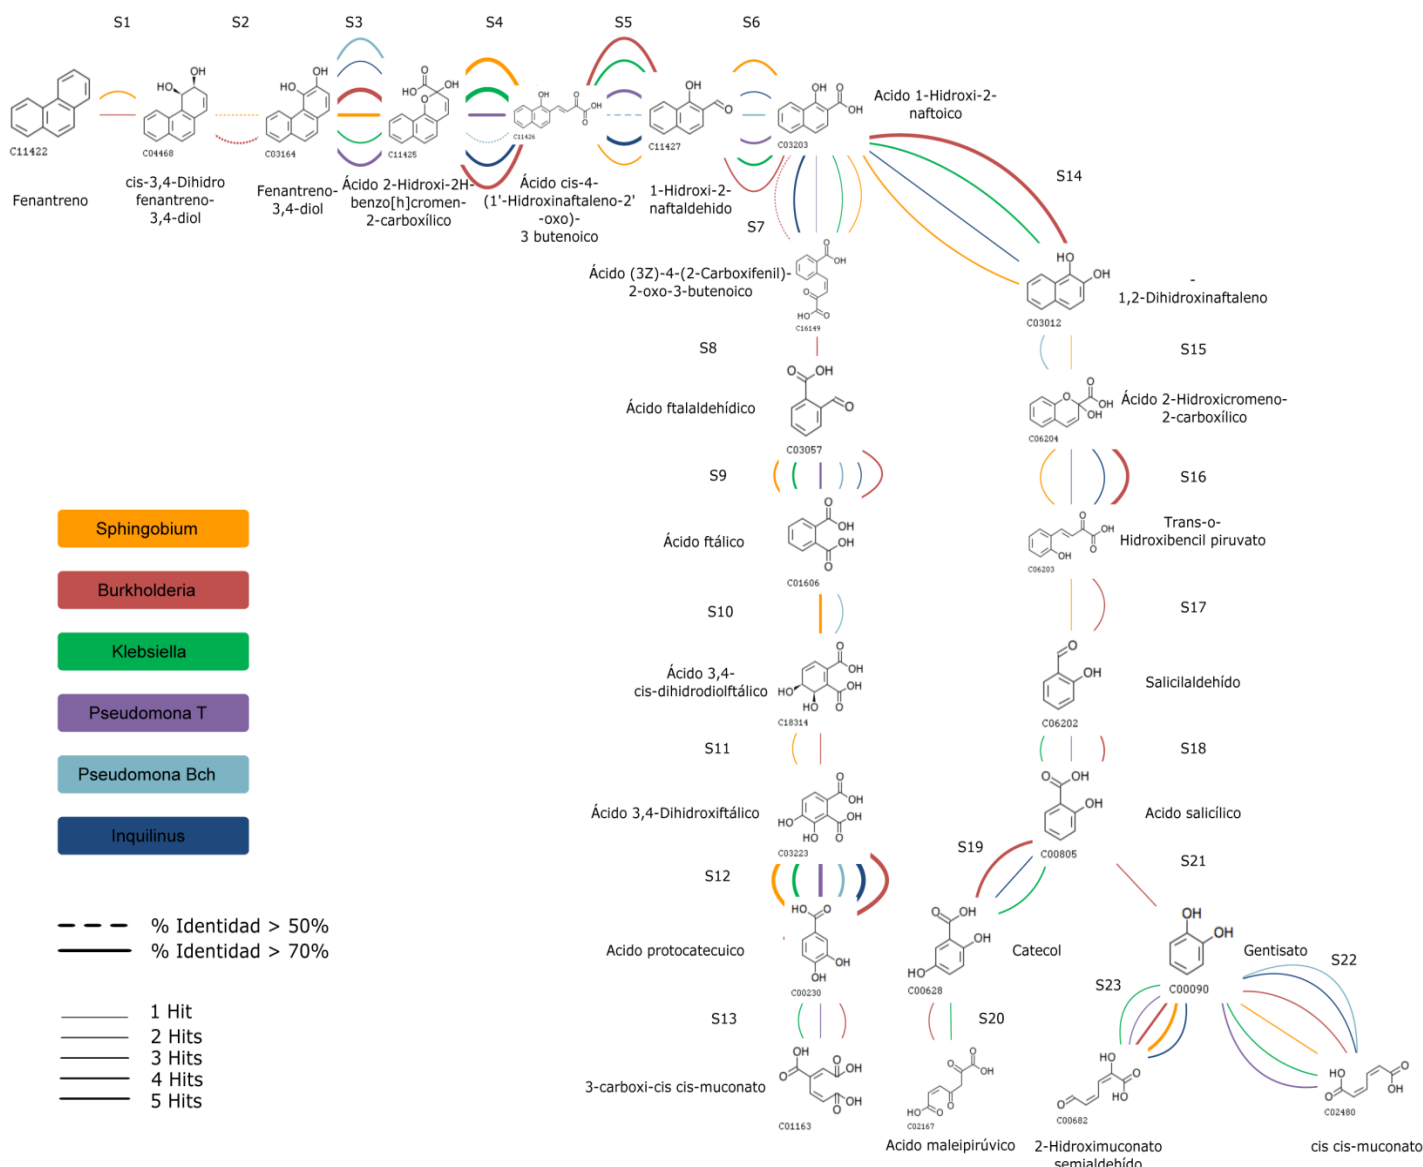 S1
S2
S3
S4
S5
S6
C11422
C04468
C03164
C11425
C11426
C11427
C03203
Fenantreno
cis-3,4-Dihidro
fenantreno-
3,4-diol
Fenantreno-
3,4-diol
Ácido 2-Hidroxi-2H-
benzo[h]cromen-
2-carboxílico
Ácido cis-4-
(1'-Hidroxinaftaleno-2'
-oxo)-
3 butenoico
1-Hidroxi-2-
naftaldehido
Acido 1-Hidroxi-2-
naftoico
S7
S14
Ácido (3Z)-4-(2-Carboxifenil)-
2-oxo-3-butenoico
C16149
-
1,2-Dihidroxinaftaleno
C03012
S8
S15
Ácido ftalaldehídico
C03057
Ácido 2-Hidroxicromeno-
2-carboxílico
C06204
S9
S16
Ácido ftálico
C01606
Trans-o-
Hidroxibencil piruvato
C06203
S10
S17
Ácido 3,4-
cis-dihidrodiolftálico
C18314
Salicilaldehído
C06202
S11
S18
Ácido 3,4-Dihidroxiftálico
C03223
Acido salicílico
C00805
S12
S19
S21
Acido protocatecuico
C00230
Catecol
C00628
Gentisato
C00090
S13
S20
S23
S22
3-carboxi-cis cis-muconato
C01163
C02167
Acido maleipirúvico
C00682
2-Hidroximuconato
semialdehído
C02480
cis cis-muconato
Sphingobium
Burkholderia
Klebsiella
Pseudomona T
Pseudomona Bch
Inquilinus
% Identidad > 50%
% Identidad > 70%
1 Hit
2 Hits
3 Hits
4 Hits
5 Hits